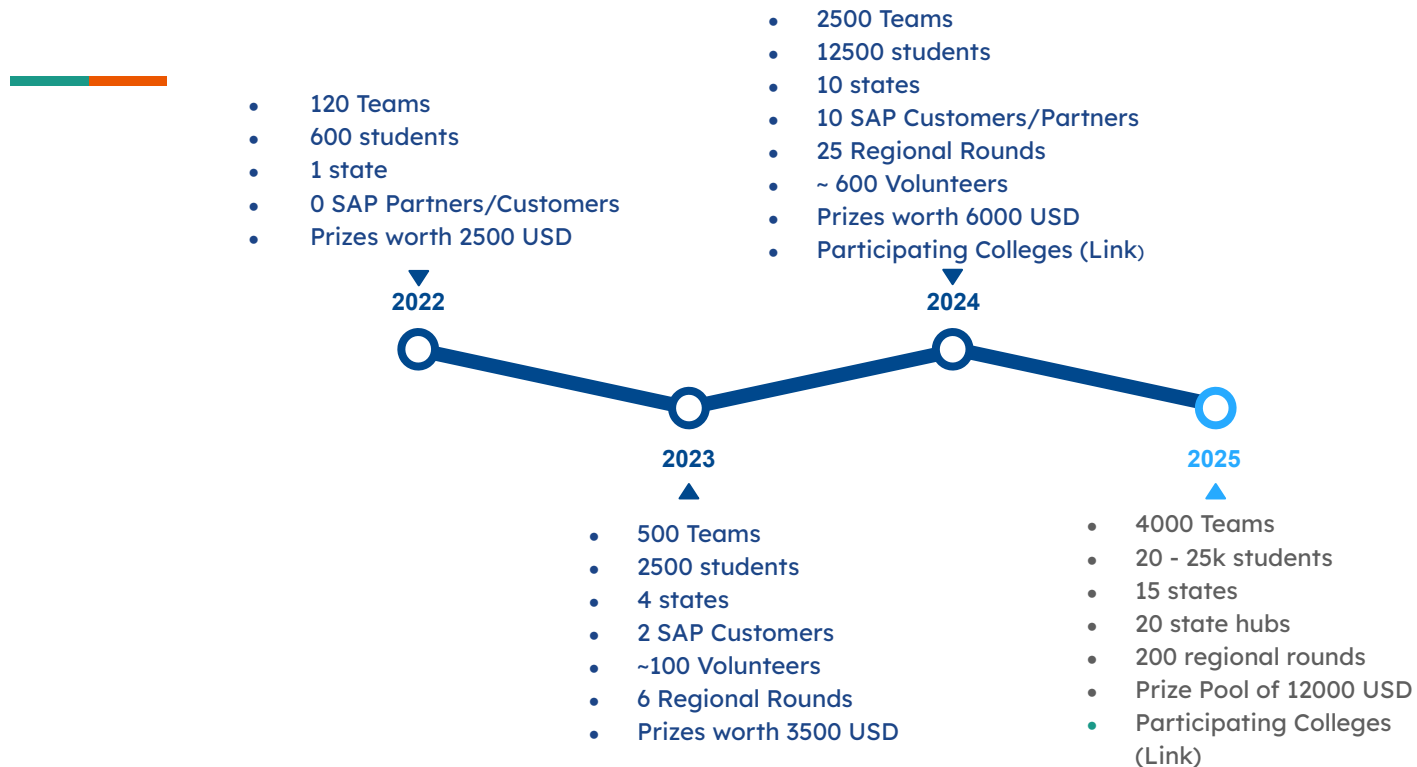 ● 120 Teams
● 600 students
● 1 state
● 0 SAP Partners/Customers
● Prizes worth 2500 USD
2022
● 2500 Teams
● 12500 students
● 10 states
● 10 SAP Customers/Partners
● 25 Regional Rounds
● ~ 600 Volunteers
● Prizes worth 6000 USD
● Participating Colleges (Link)
2024
2023
● 500 Teams
● 2500 students
● 4 states
● 2 SAP Customers
● ~100 Volunteers
● 6 Regional Rounds
● Prizes worth 3500 USD
2025
● 4000 Teams
● 20 - 25k students
● 15 states
● 20 state hubs
● 200 regional rounds
● Prize Pool of 12000 USD
● Participating Colleges
(Link)